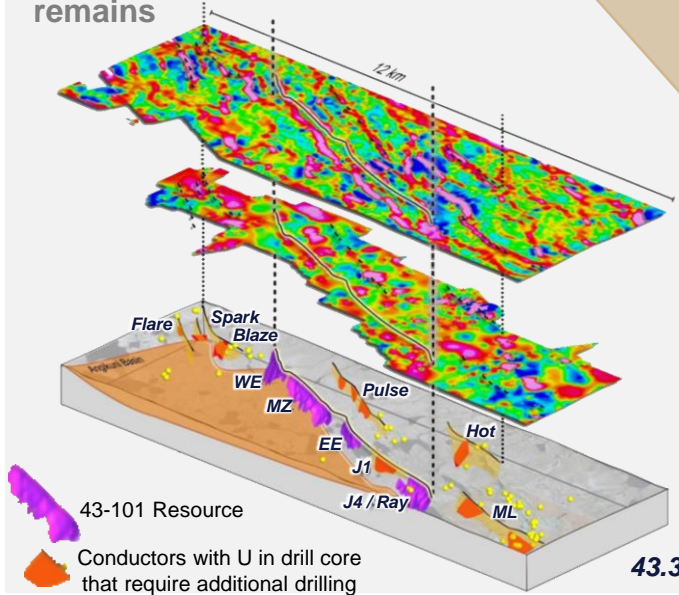 remains
12 km
Flare
Spark
Blaze
Angikuni Basin
WE
MZ
Pulse
EE
Hot
J1
J4 / Ray
ML
43-101 Resource
Conductors with U in drill core
that require additional drilling
43.3